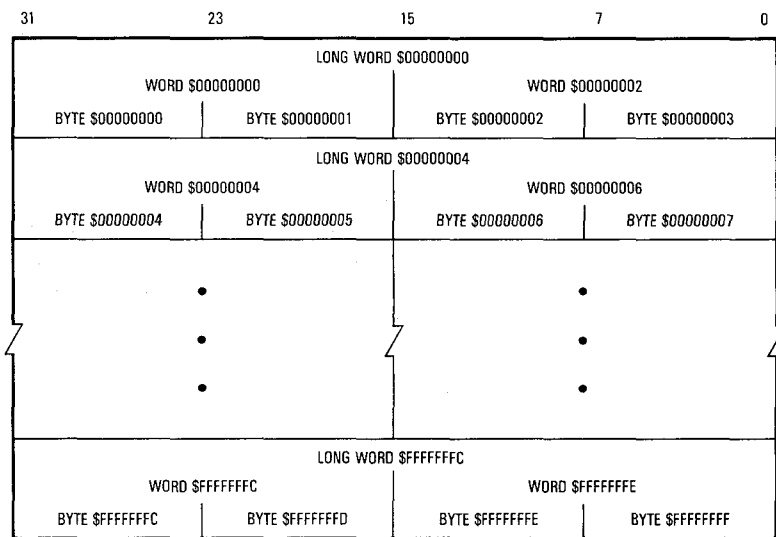 31 23 15 7 0
LONG WORD $00000000
WORD $00000000 WORD $00000002
BYTE $00000000 BYTE $00000001 BYTE $00000002 BYTE $00000003
LONG WORD $00000004
WORD $00000004 WORD $00000006
BYTE $00000004 BYTE $00000005 BYTE $00000006 BYTE $00000007
LONG WORD $FFFFFFFC
WORD $FFFFFFFC WORD $FFFFFFFE
BYTE $FFFFFFFC BYTE $FFFFFFFD BYTE $FFFFFFFE BYTE $FFFFFFFF